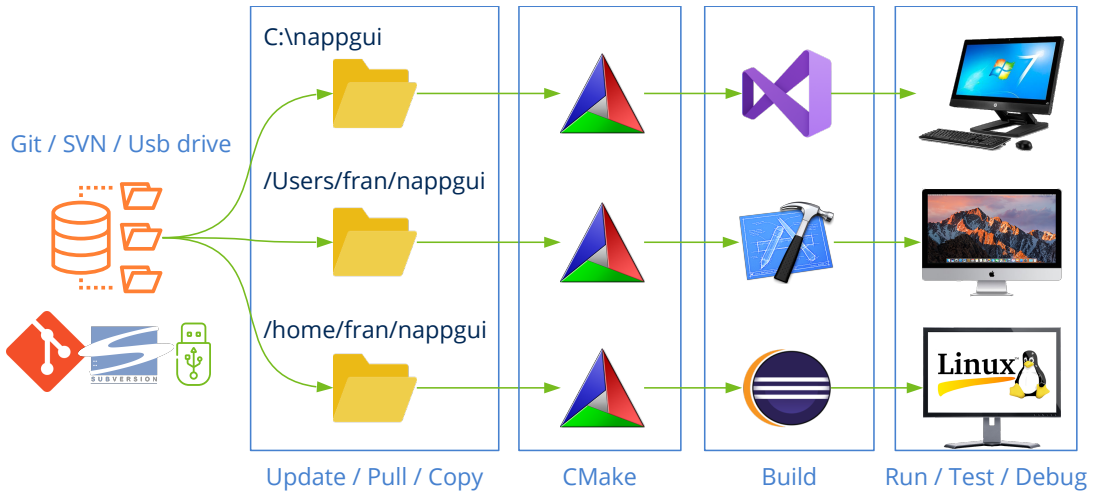 C:\nappgui
Git / SVN / Usb drive
/Users/fran/nappgui
/home/fran/nappgui
SUBVERSION
7
Linux
Update / Pull / Copy
CMake
Build
Run / Test / Debug